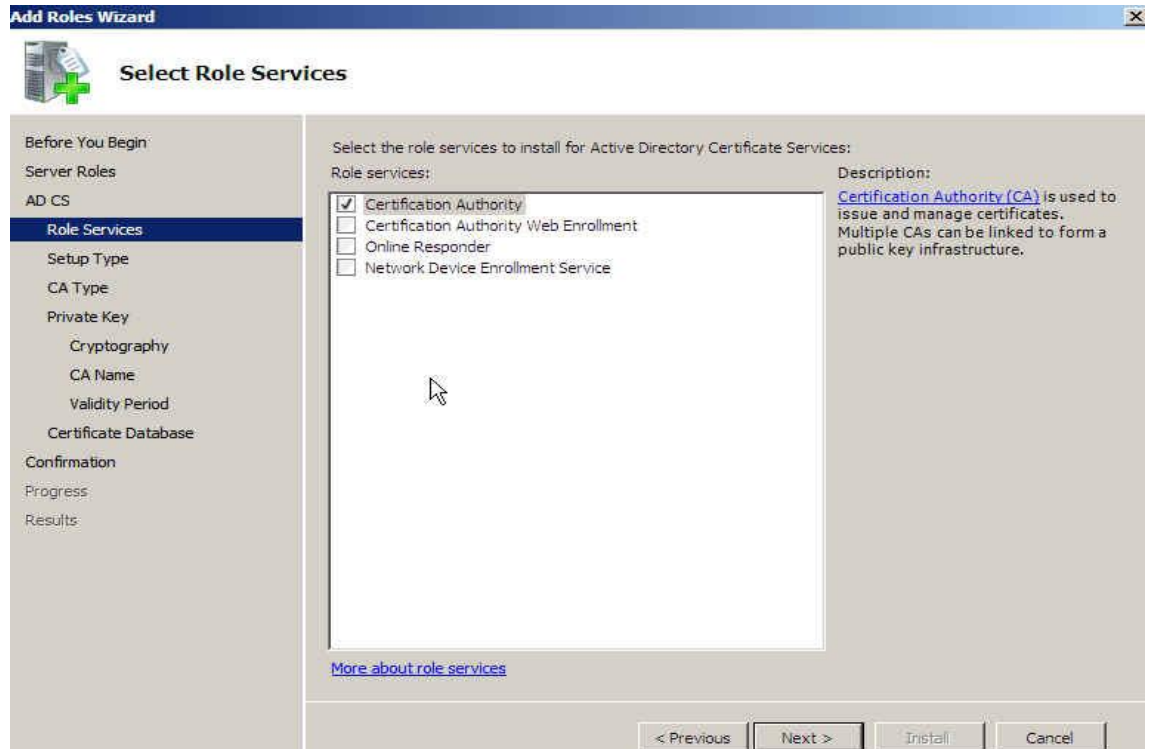 Add Roles Wizard
Select Role Services
Before You Begin
Server Roles
AD CS
Role Services
Setup Type
CA Type
Private Key
Cryptography
CA Name
Validity Period
Certificate Database
Confirmation
Progress
Results
Select the role services to install for Active Directory Certificate Services:
Role services:
Certification Authority
Certification Authority Web Enrollment
Online Responder
Network Device Enrollment Service
More about role services
Description:
Certification Authority (CA) is used to
issue and manage certificates.
Multiple CAs can be linked to form a
public key infrastructure.
< Previous
Next >
Install
Cancel